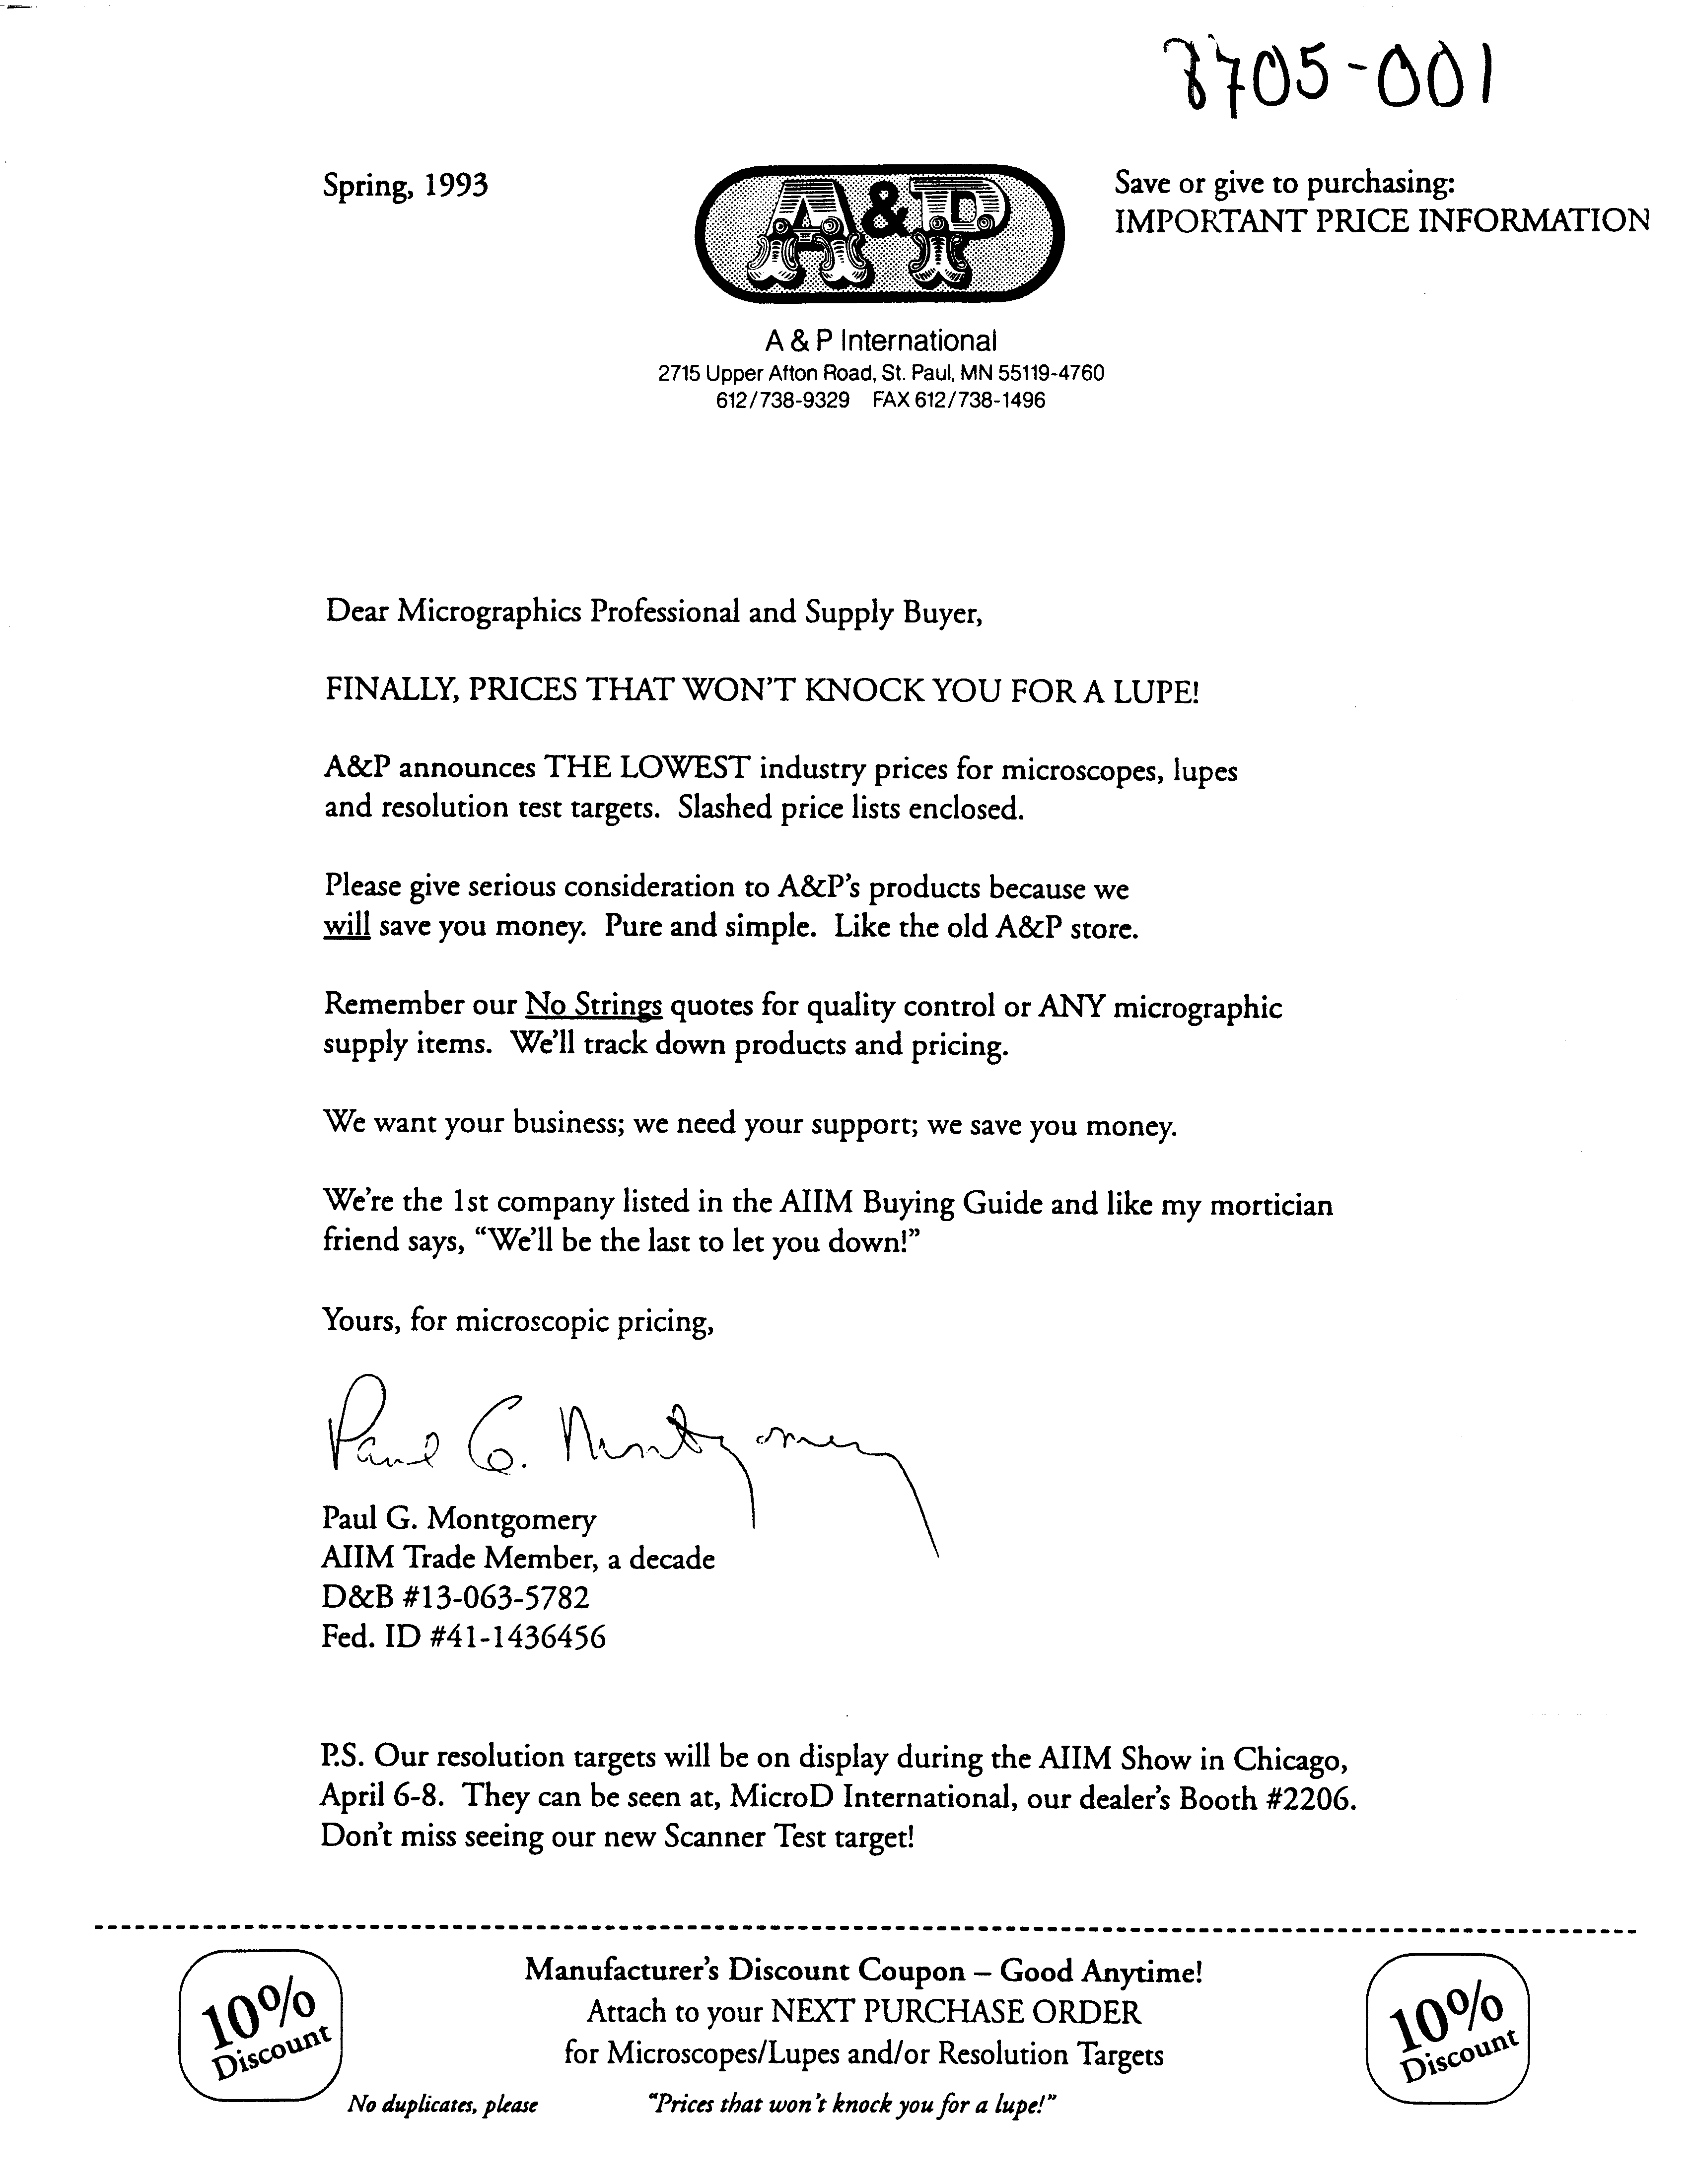 8705-001
Spring, 1993
A&P
Save or give to purchasing:
IMPORTANT PRICE INFORMATION
A & P International
2715 Upper Afton Road, St. Paul, MN 55119-4760
612/738-9329 FAX 612/738-1496
Dear Micrographics Professional and Supply Buyer,
FINALLY, PRICES THAT WON'T KNOCK YOU FOR A LUPE!
A&P announces THE LOWEST industry prices for microscopes, lupes
and resolution test targets. Slashed price lists enclosed.
Please give serious consideration to A&P's products because we
will save you money. Pure and simple. Like the old A&P store.
Remember our No Strings quotes for quality control or ANY micrographic
supply items. We'll track down products and pricing.
We want your business; we need your support; we save you money.
We're the 1st company listed in the AIIM Buying Guide and like my mortician
friend says, “We'll be the last to let you down!”
Yours, for microscopic pricing,
Paul G. Montgomery
Paul G. Montgomery
AIIM Trade Member, a decade
D&B #13-063-5782
Fed. ID #41-1436456
P.S. Our resolution targets will be on display during the AIIM Show in Chicago,
April 6-8. They can be seen at, MicroD International, our dealer's Booth #2206.
Don't miss seeing our new Scanner Test target!
10%
Discount
Manufacturer's Discount Coupon – Good Anytime!
Attach to your NEXT PURCHASE ORDER
for Microscopes/Lupes and/or Resolution Targets
No duplicates, please
“Prices that won't knock you for a lupe!”
10%
Discount